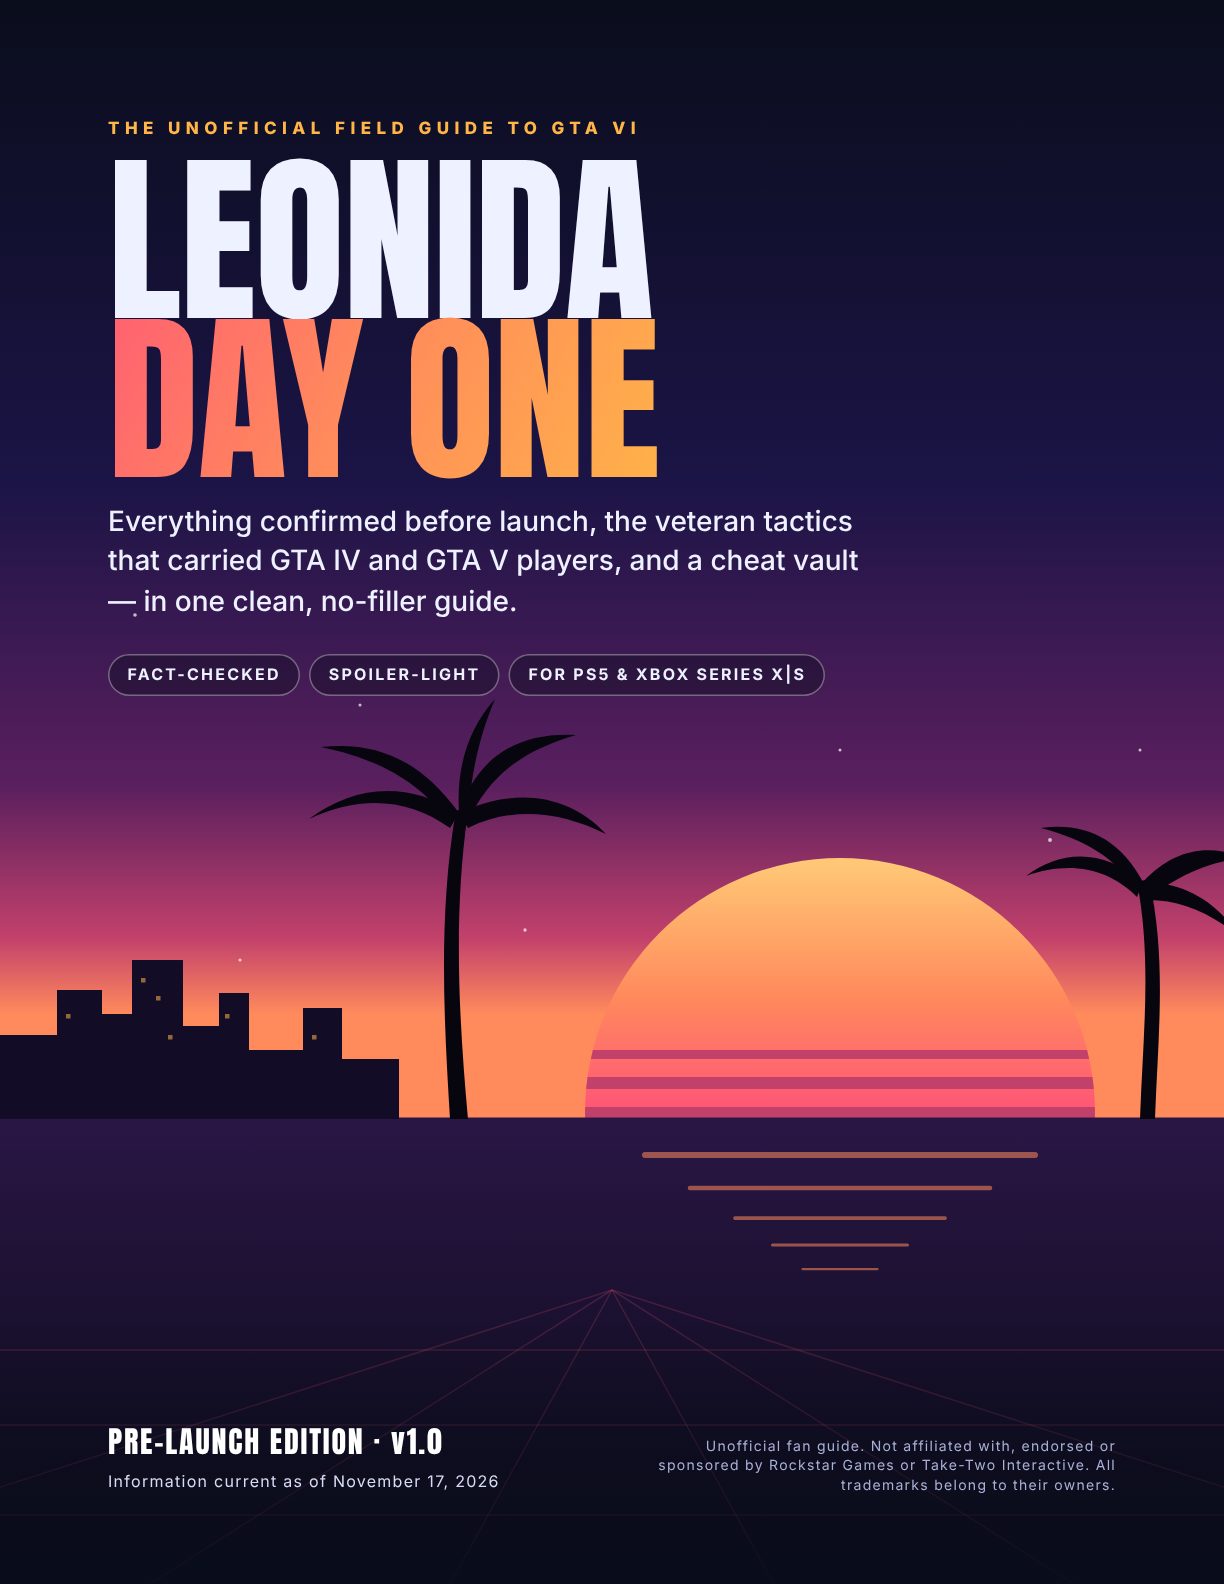 THE UNOFFICIAL FIELD GUIDE TO GTA VI
LEONIDA
DAY ONE
Everything confirmed before launch, the veteran tactics
that carried GTA IV and GTA V players, and a cheat vault
— in one clean, no-filler guide.
FACT-CHECKED
SPOILER-LIGHT
FOR PS5 & XBOX SERIES X|S
PRE-LAUNCH EDITION · v1.0
Information current as of November 17, 2026
Unofficial fan guide. Not affiliated with, endorsed or
sponsored by Rockstar Games or Take-Two Interactive. All
trademarks belong to their owners.